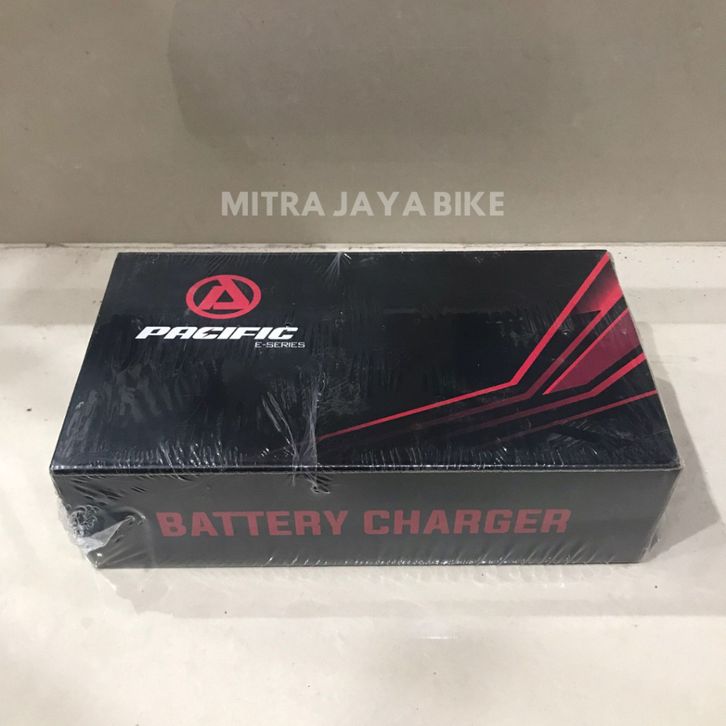 MITRA JAYA BIKE
PACIFIC
E-SERIES
BATTERY CHARGER